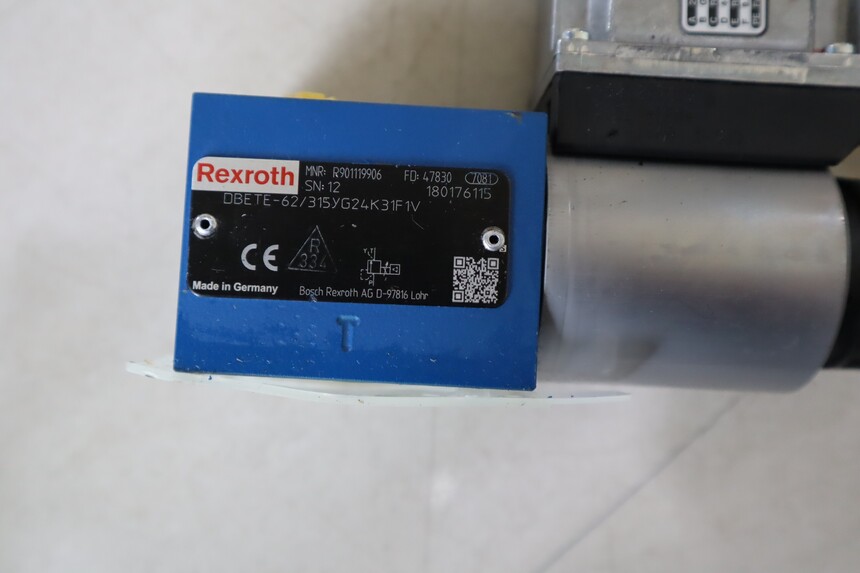 Rexroth
MNR: R901119906 FD: 47830 7081
SN: 12 180176115
DBETE-62/315YG24K31F1V
CE
R
334
Made in Germany
Bosch Rexroth AG D-97816 Lohr
T